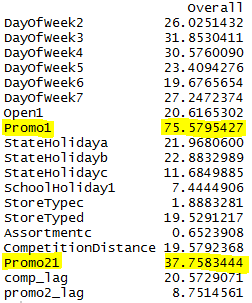 Overall
DayOfWeek2 26.0251432
DayOfWeek3 31.8530411
DayOfWeek4 30.5760090
DayOfWeek5 23.4094276
DayOfWeek6 19.6765654
DayOfWeek7 27.2472374
Open1 20.6165302
Promo1 75.5795427
StateHolidaya 21.9680600
StateHolidayb 22.8832989
StateHolidayc 11.6849885
SchoolHoliday1 7.4444906
StoreTypec 1.8883281
StoreTyped 19.5291217
Assortmentc 0.6523908
CompetitionDistance 19.5792368
Promo21 37.7583444
comp_lag 20.5729071
promo2_lag 8.7514561